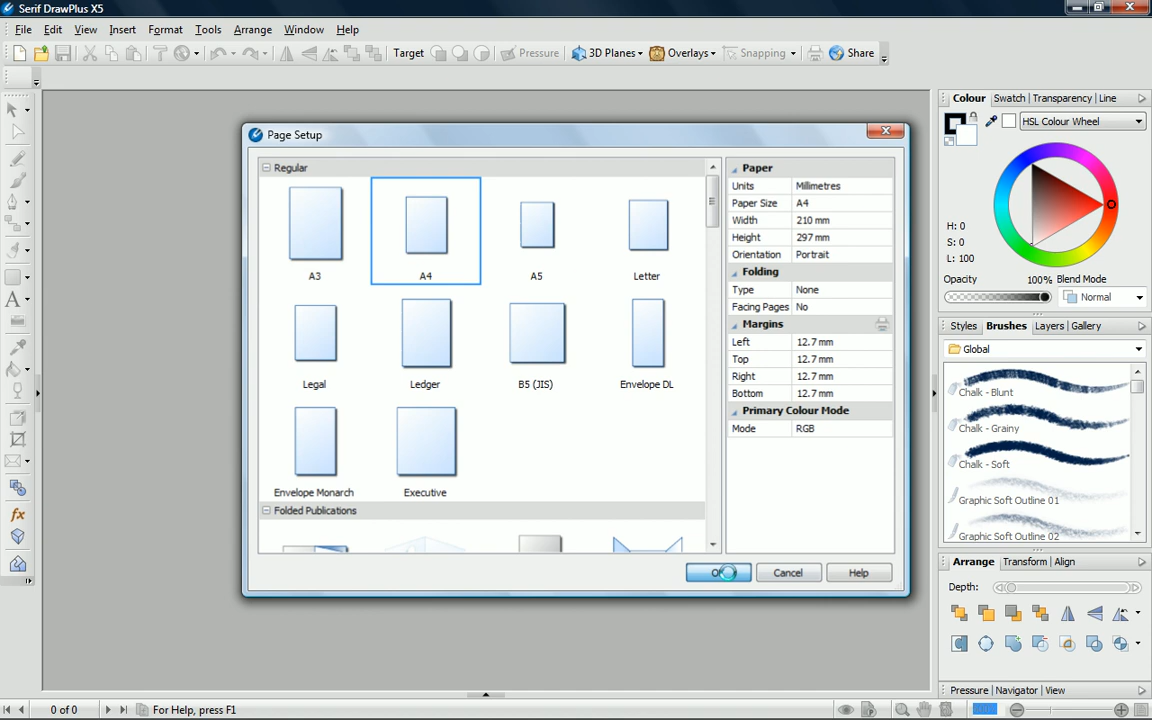 Serif DrawPlus X5
File Edit View Insert Format Tools Arrange Window Help
Target Pressure 3D Planes Overlays Snapping Share
Page Setup
Regular
A3 A4 A5 Letter
Legal Ledger B5 (JIS) Envelope DL
Envelope Monarch Executive
Folded Publications
Paper
Units Millimetres
Paper Size A4
Width 210 mm
Height 297 mm
Orientation Portrait
Folding
Type None
Facing Pages No
Margins
Left 12.7 mm
Top 12.7 mm
Right 12.7 mm
Bottom 12.7 mm
Primary Colour Mode
Mode RGB
Cancel Help
Colour Swatch Transparency Line
HSL Colour Wheel
H: 0
S: 0
L: 100
Opacity 100% Blend Mode
Normal
Styles Brushes Layers Gallery
Global
Chalk - Blunt
Chalk - Grainy
Chalk - Soft
Graphic Soft Outline 01
Graphic Soft Outline 02
Arrange Transform Align
Depth:
Pressure Navigator View
0 of 0 For Help, press F1